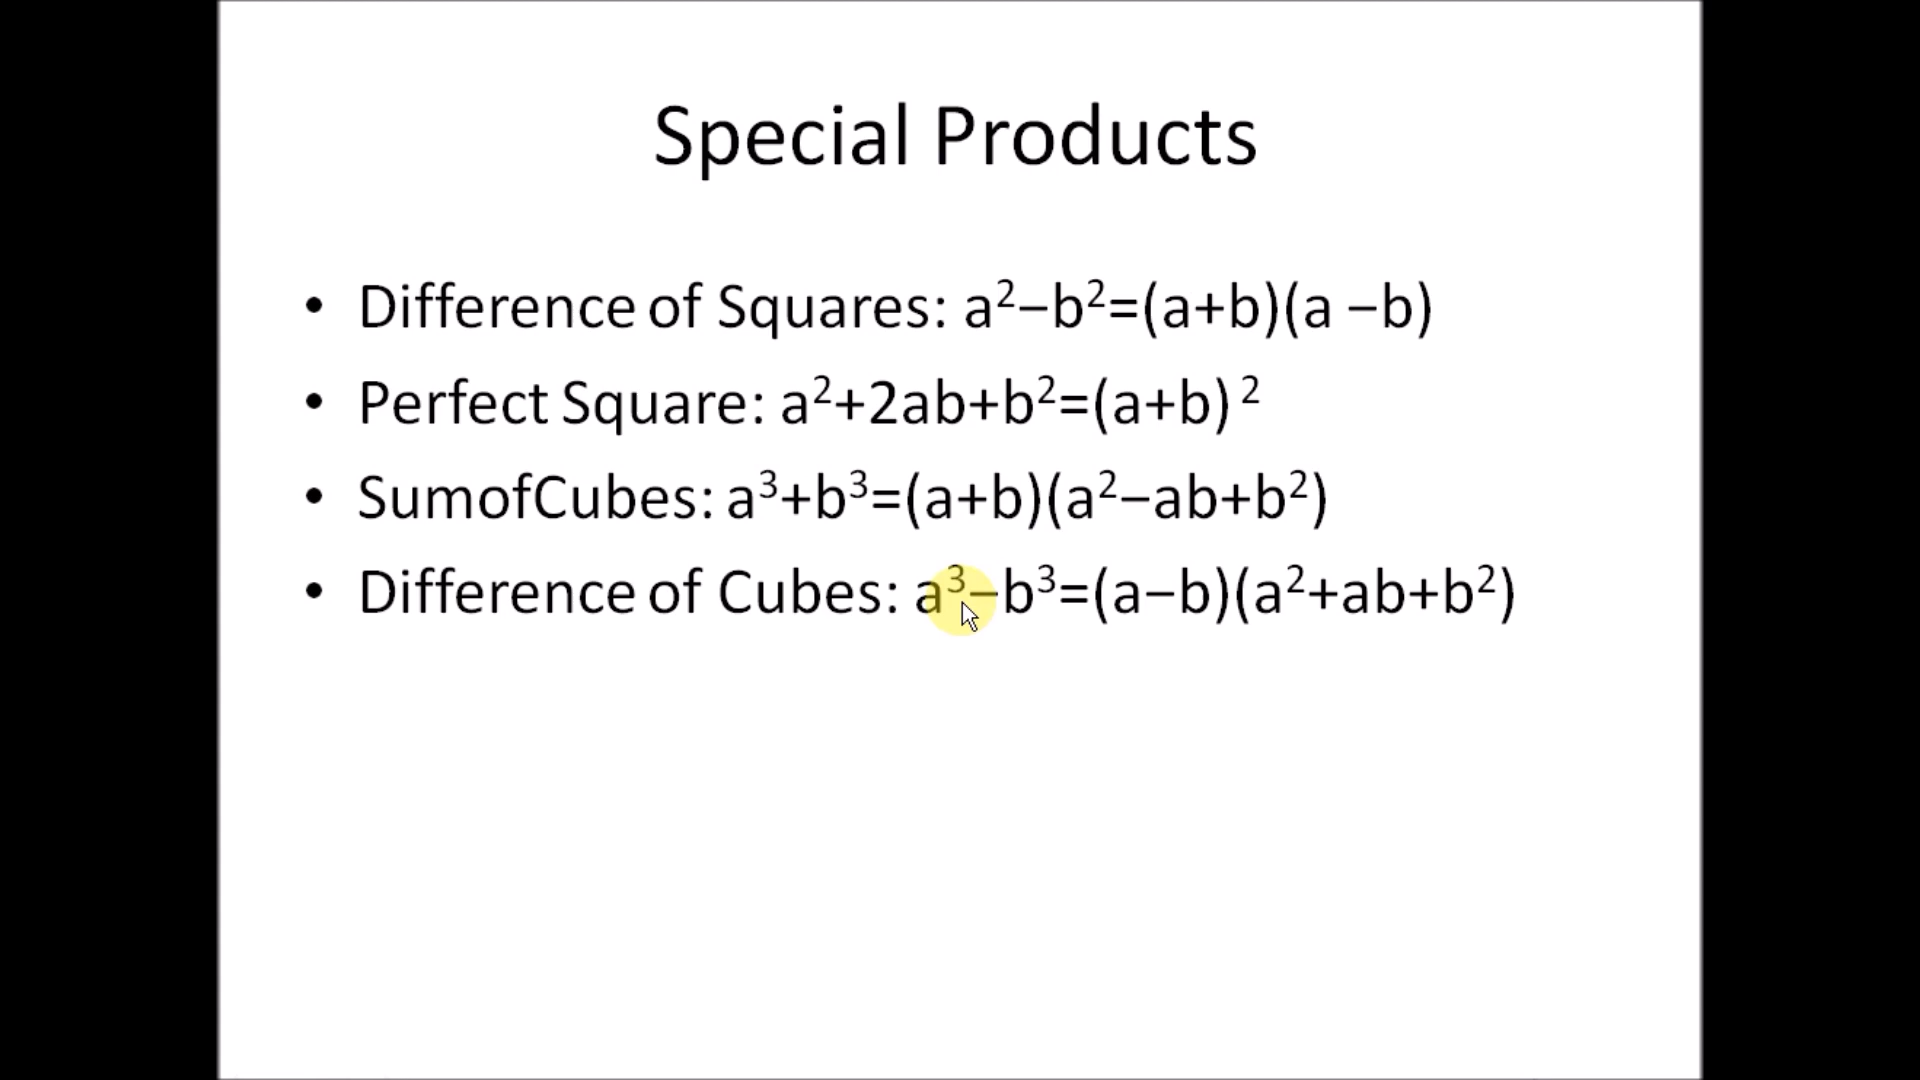 Special Products
• Difference of Squares: a²–b²=(a+b)(a –b)
• Perfect Square: a²+2ab+b²=(a+b) ²
• SumofCubes: a³+b³=(a+b)(a²–ab+b²)
• Difference of Cubes: a³–b³=(a–b)(a²+ab+b²)